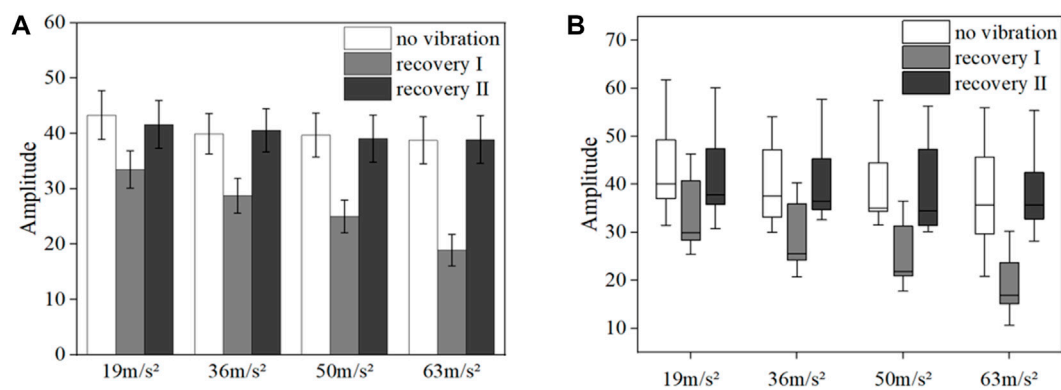 A
Amplitude
60
50
40
30
20
10
0
no vibration
recovery I
recovery II
19m/s² 36m/s² 50m/s² 63m/s²
B
Amplitude
70
60
50
40
30
20
10
no vibration
recovery I
recovery II
19m/s² 36m/s² 50m/s² 63m/s²